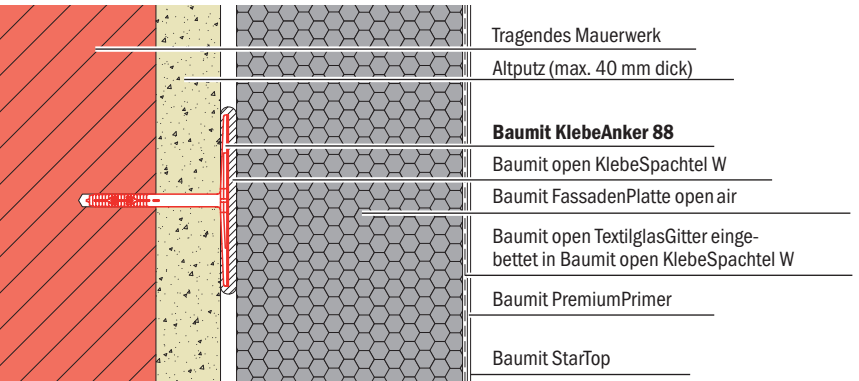 Tragendes Mauerwerk
Altputz (max. 40 mm dick)
Baumit KlebeAnker 88
Baumit open KlebeSpachtel W
Baumit FassadenPlatte open air
Baumit open TextilglasGitter einge-
bettet in Baumit open KlebeSpachtel W
Baumit PremiumPrimer
Baumit StarTop